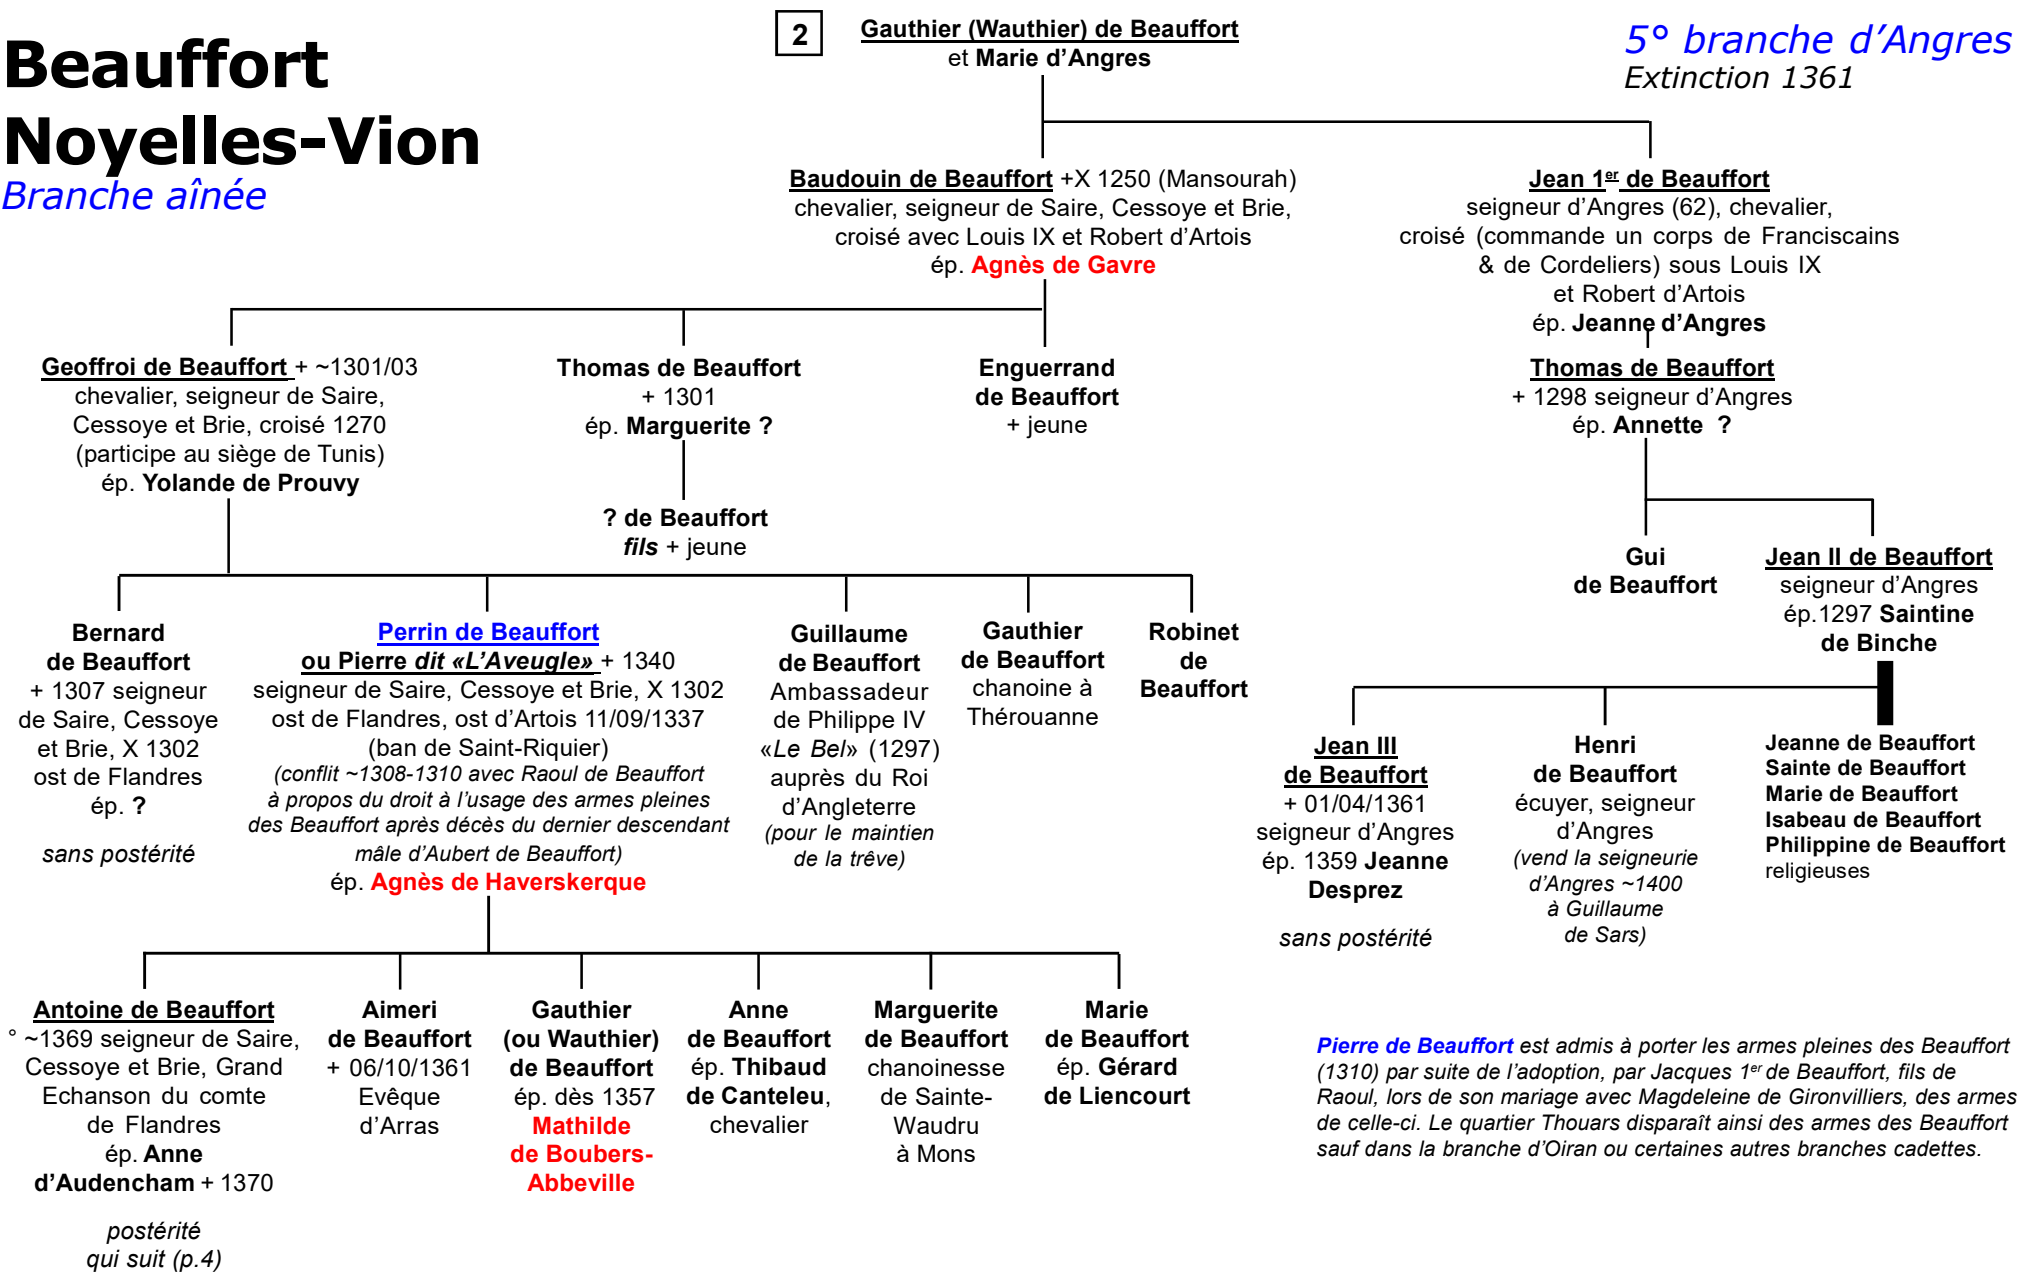 Beauffort
Noyelles-Vion
Branche aînée
2
Gauthier (Wauthier) de Beauffort
et Marie d’Angres
5° branche d’Angres
Extinction 1361
Baudouin de Beauffort +X 1250 (Mansourah)
chevalier, seigneur de Saire, Cessoye et Brie,
croisé avec Louis IX et Robert d’Artois
ép. Agnès de Gavre
Jean 1er de Beauffort
seigneur d’Angres (62), chevalier,
croisé (commande un corps de Franciscains
& de Cordeliers) sous Louis IX
et Robert d’Artois
ép. Jeanne d’Angres
Geoffroi de Beauffort + ~1301/03
chevalier, seigneur de Saire,
Cessoye et Brie, croisé 1270
(participe au siège de Tunis)
ép. Yolande de Prouvy
Thomas de Beauffort
+ 1301
ép. Marguerite ?
Enguerrand
de Beauffort
+ jeune
Thomas de Beauffort
+ 1298 seigneur d’Angres
ép. Annette ?
? de Beauffort
fils + jeune
Gui
de Beauffort
Jean II de Beauffort
seigneur d’Angres
ép.1297 Saintine
de Binche
Bernard
de Beauffort
+ 1307 seigneur
de Saire, Cessoye
et Brie, X 1302
ost de Flandres
ép. ?
sans postérité
Perrin de Beauffort
ou Pierre dit «L’Aveugle» + 1340
seigneur de Saire, Cessoye et Brie, X 1302
ost de Flandres, ost d’Artois 11/09/1337
(ban de Saint-Riquier)
(conflit ~1308-1310 avec Raoul de Beauffort
à propos du droit à l’usage des armes pleines
des Beauffort après décès du dernier descendant
mâle d’Aubert de Beauffort)
ép. Agnès de Haverskerque
Guillaume
de Beauffort
Ambassadeur
de Philippe IV
«Le Bel» (1297)
auprès du Roi
d’Angleterre
(pour le maintien
de la trêve)
Gauthier
de Beauffort
chanoine à
Thérouanne
Robinet
de
Beauffort
Jean III
de Beauffort
+ 01/04/1361
seigneur d’Angres
ép. 1359 Jeanne
Desprez
sans postérité
Henri
de Beauffort
écuyer, seigneur
d’Angres
(vend la seigneurie
d’Angres ~1400
à Guillaume
de Sars)
Jeanne de Beauffort
Sainte de Beauffort
Marie de Beauffort
Isabeau de Beauffort
Philippine de Beauffort
religieuses
Antoine de Beauffort
° ~1369 seigneur de Saire,
Cessoye et Brie, Grand
Echanson du comte
de Flandres
ép. Anne
d’Audencham + 1370
postérité
qui suit (p.4)
Aimeri
de Beauffort
+ 06/10/1361
Evêque
d’Arras
Gauthier
(ou Wauthier)
de Beauffort
ép. dès 1357
Mathilde
de Boubers-
Abbeville
Anne
de Beauffort
ép. Thibaud
de Canteleu,
chevalier
Marguerite
de Beauffort
chanoinesse
de Sainte-
Waudru
à Mons
Marie
de Beauffort
ép. Gérard
de Liencourt
Pierre de Beauffort est admis à porter les armes pleines des Beauffort
(1310) par suite de l’adoption, par Jacques 1er de Beauffort, fils de
Raoul, lors de son mariage avec Magdeleine de Gironvilliers, des armes
de celle-ci. Le quartier Thouars disparaît ainsi des armes des Beauffort
sauf dans la branche d’Oiran ou certaines autres branches cadettes.